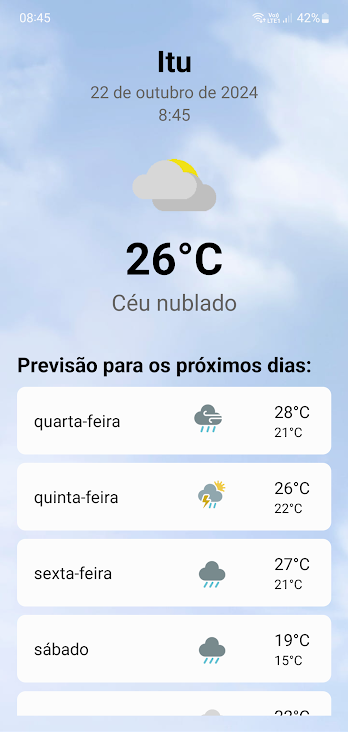 08:45
VoLTE1 42%
Itu
22 de outubro de 2024
8:45
26°C
Céu nublado
Previsão para os próximos dias:
quarta-feira
28°C
21°C
quinta-feira
26°C
22°C
sexta-feira
27°C
21°C
sábado
19°C
15°C